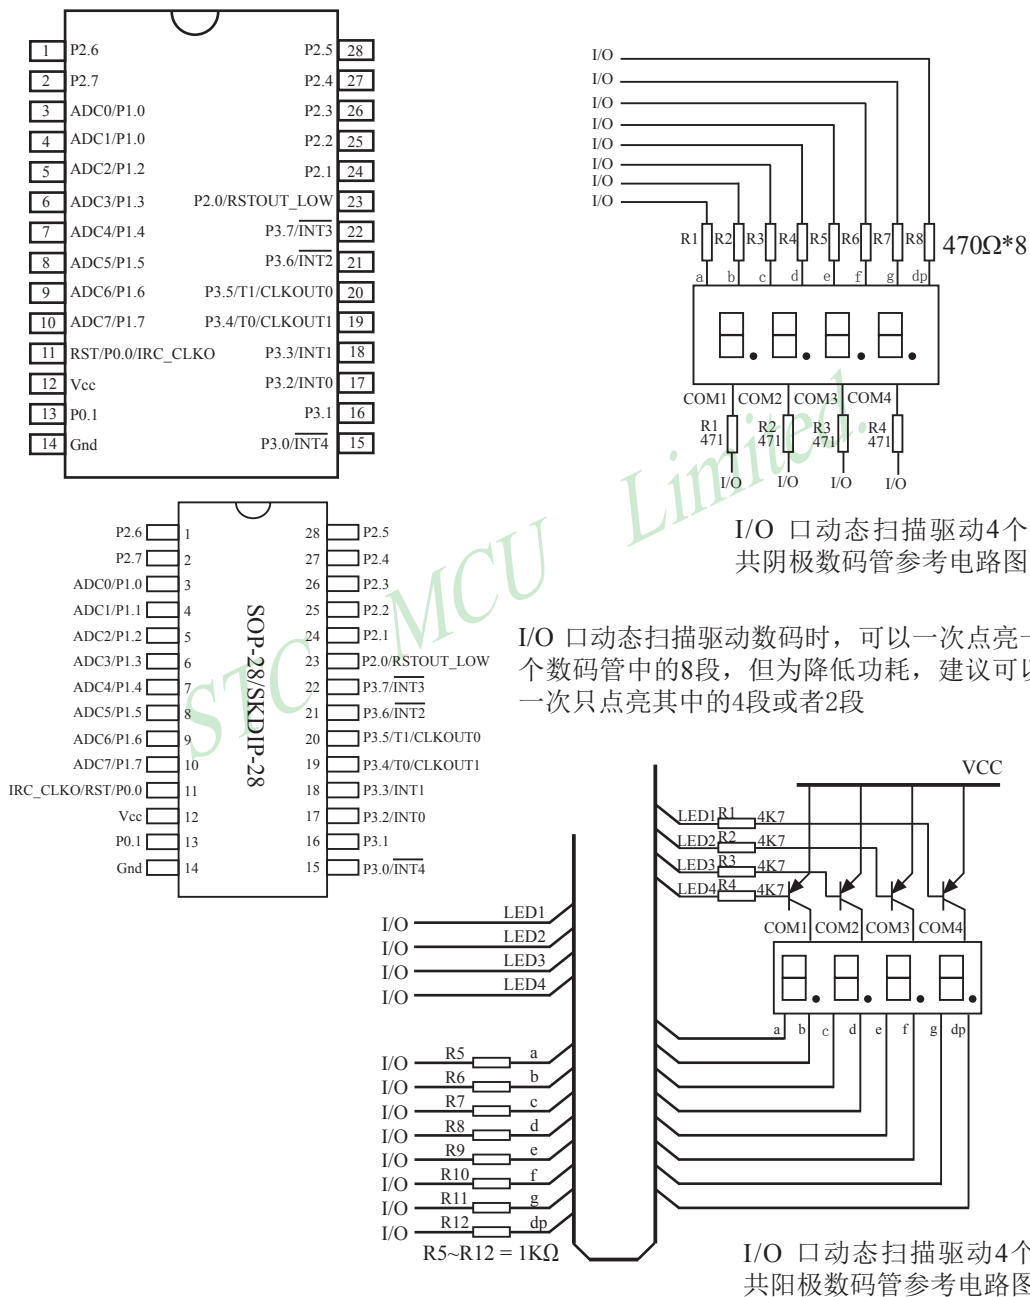 1 P2.6 P2.5 28
2 P2.7 P2.4 27
3 ADC0/P1.0 P2.3 26
4 ADC1/P1.0 P2.2 25
5 ADC2/P1.2 P2.1 24
6 ADC3/P1.3 P2.0/RSTOUT_LOW 23
7 ADC4/P1.4 P3.7/INT3 22
8 ADC5/P1.5 P3.6/INT2 21
9 ADC6/P1.6 P3.5/T1/CLKOUT0 20
10 ADC7/P1.7 P3.4/T0/CLKOUT1 19
11 RST/P0.0/IRC_CLKO P3.3/INT1 18
12 Vcc P3.2/INT0 17
13 P0.1 P3.1 16
14 Gnd P3.0/INT4 15
I/O
I/O
I/O
I/O
I/O
I/O
I/O
I/O
R1 R2 R3 R4 R5 R6 R7 R8 470Ω*8
a b c d e f g dp
COM1 COM2 COM3 COM4
R1 R2 R3 R4
471 471 471 471
I/O I/O I/O I/O
I/O 口动态扫描驱动4个
共阴极数码管参考电路图
P2.6 1 28 P2.5
P2.7 2 27 P2.4
ADC0/P1.0 3 26 P2.3
ADC1/P1.1 4 25 P2.2
ADC2/P1.2 5 24 P2.1
ADC3/P1.3 6 23 P2.0/RSTOUT_LOW
ADC4/P1.4 7 22 P3.7/INT3
ADC5/P1.5 8 21 P3.6/INT2
ADC6/P1.6 9 20 P3.5/T1/CLKOUT0
ADC7/P1.7 10 19 P3.4/T0/CLKOUT1
IRC_CLKO/RST/P0.0 11 18 P3.3/INT1
Vcc 12 17 P3.2/INT0
P0.1 13 16 P3.1
Gnd 14 15 P3.0/INT4
SOP-28/SKDIP-28
STC MCU Limited.
I/O 口动态扫描驱动数码时，可以一次点亮一
个数码管中的8段，但为降低功耗，建议可以
一次只点亮其中的4段或者2段
VCC
LED1 R1 4K7
LED2 R2 4K7
LED3 R3 4K7
LED4 R4 4K7
COM1 COM2 COM3 COM4
a b c d e f g dp
I/O LED1
I/O LED2
I/O LED3
I/O LED4
I/O R5 a
I/O R6 b
I/O R7 c
I/O R8 d
I/O R9 e
I/O R10 f
I/O R11 g
I/O R12 dp
R5~R12 = 1KΩ
I/O 口动态扫描驱动4个
共阳极数码管参考电路图